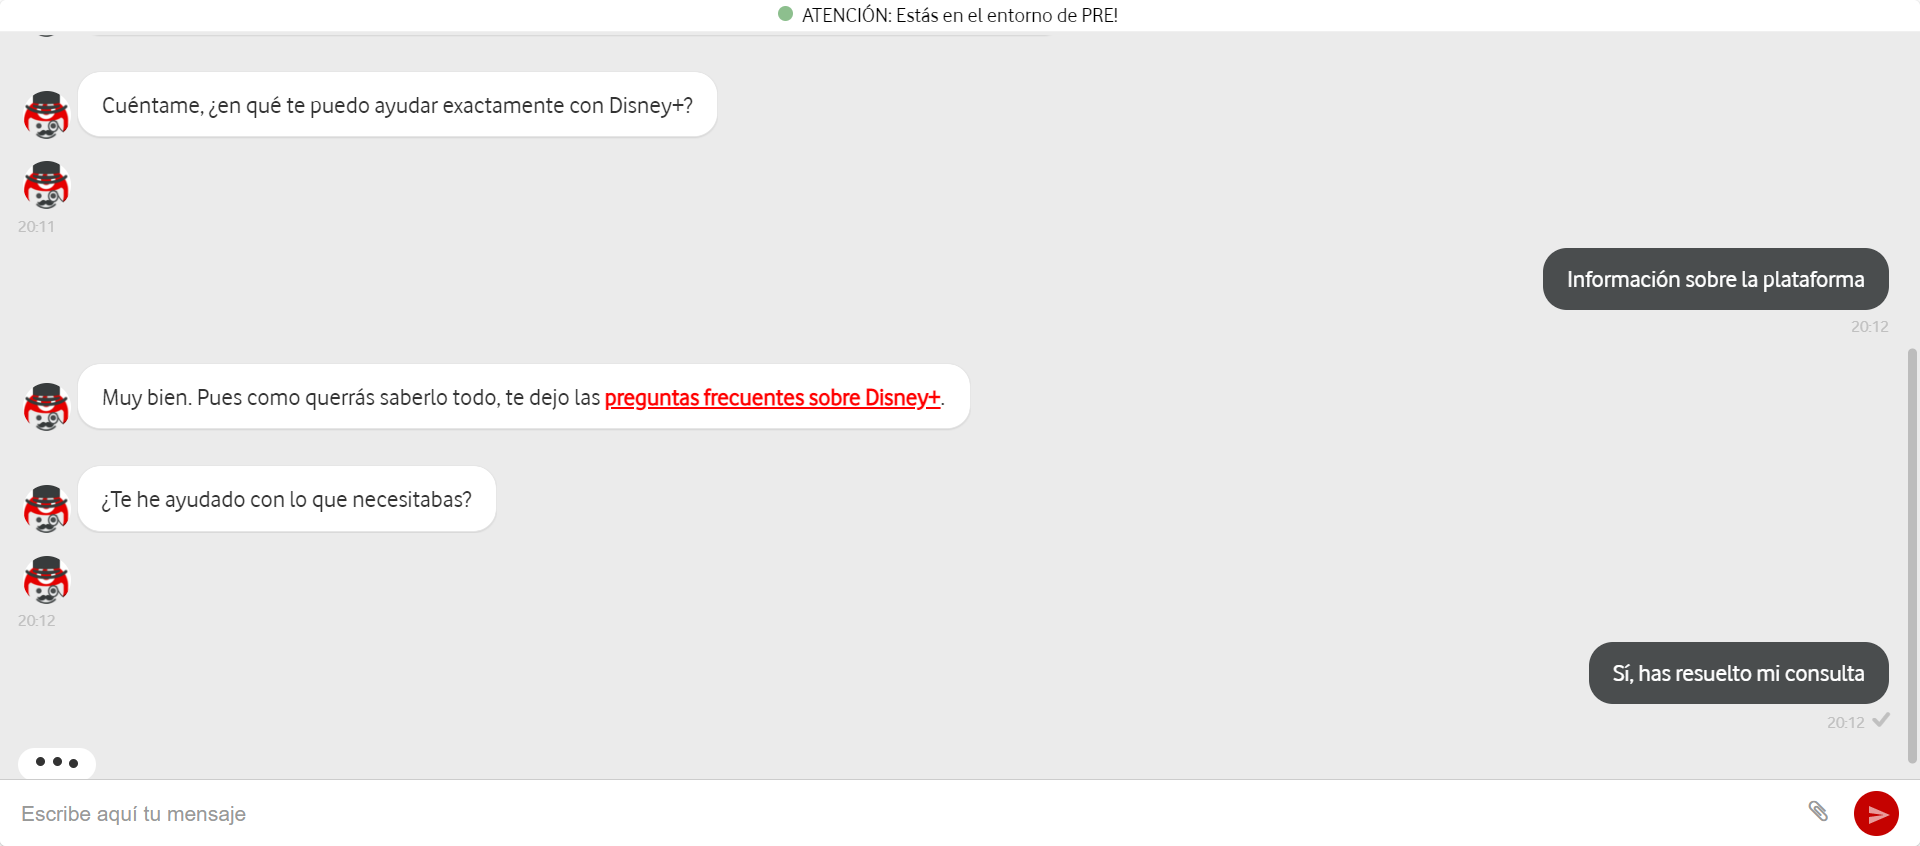 ATENCIÓN: Estás en el entorno de PRE!
Cuéntame, ¿en qué te puedo ayudar exactamente con Disney+?
20:11
Información sobre la plataforma
20:12
Muy bien. Pues como querrás saberlo todo, te dejo las preguntas frecuentes sobre Disney+.
¿Te he ayudado con lo que necesitabas?
20:12
Sí, has resuelto mi consulta
20:12
Escribe aquí tu mensaje